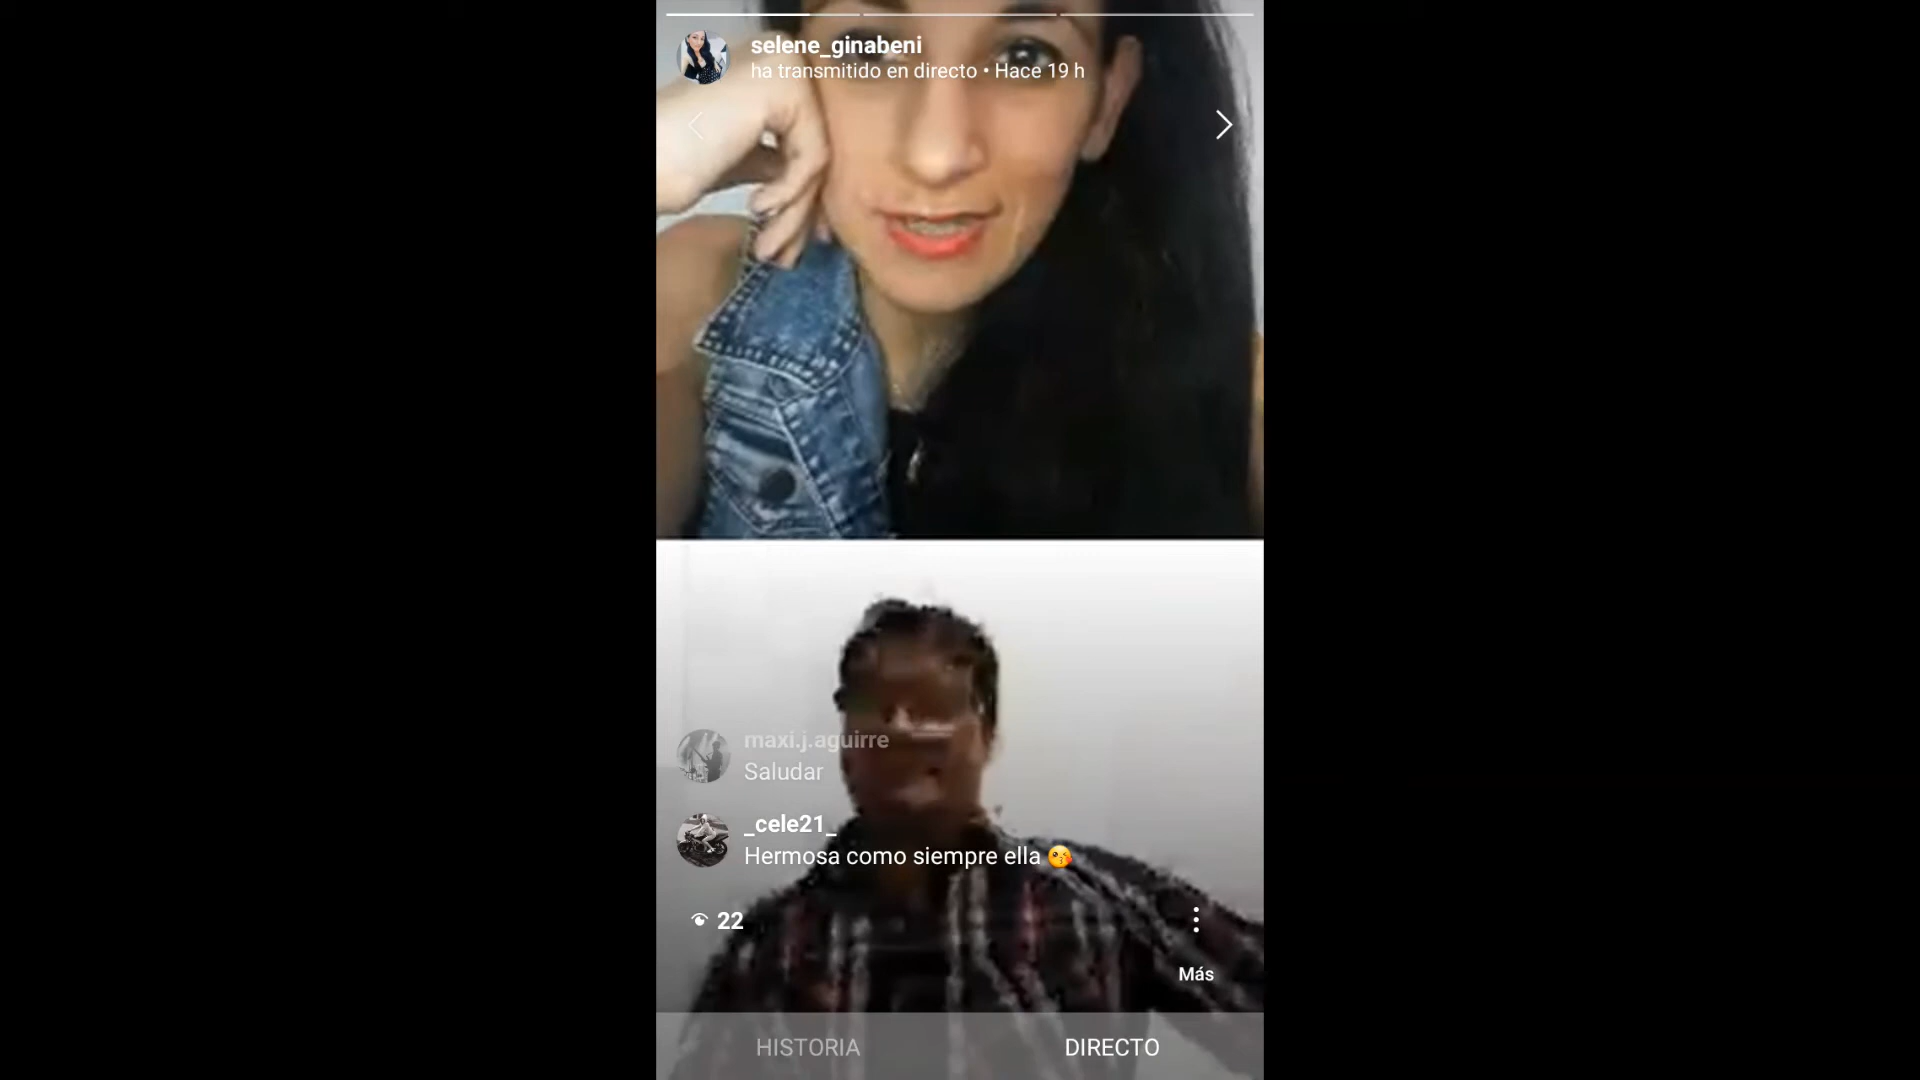 selene_ginabeni
ha transmitido en directo • Hace 19 h
maxi.j.aguirre
Saludar
_cele21_
Hermosa como siempre ella 😘
22
Más
HISTORIA
DIRECTO